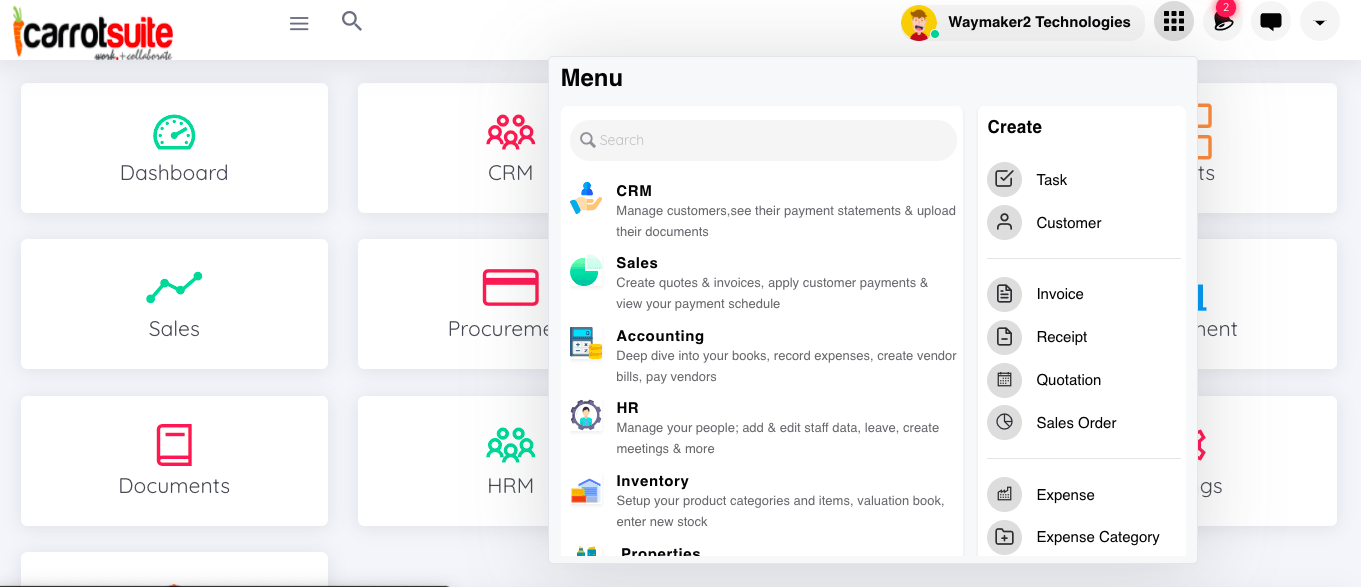 carrotsuite
work.+collaborate
Waymaker2 Technologies
2
Menu
Search
CRM
Manage customers,see their payment statements & upload
their documents
Sales
Create quotes & invoices, apply customer payments &
view your payment schedule
Accounting
Deep dive into your books, record expenses, create vendor
bills, pay vendors
HR
Manage your people; add & edit staff data, leave, create
meetings & more
Inventory
Setup your product categories and items, valuation book,
enter new stock
Properties
Create
Task
Customer
Invoice
Receipt
Quotation
Sales Order
Expense
Expense Category
Dashboard
CRM
ts
Sales
Procureme
nent
Documents
HRM
gs